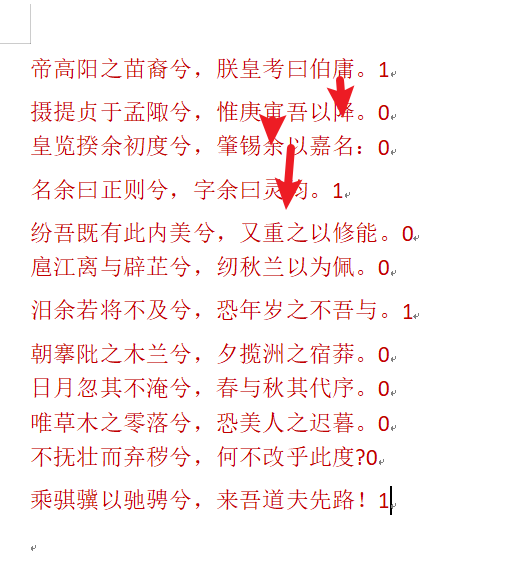 帝高阳之苗裔兮，朕皇考曰伯庸。1
摄提贞于孟陬兮，惟庚寅吾以降。0
皇览揆余初度兮，肇锡余以嘉名：0
名余曰正则兮，字余曰灵均。1
纷吾既有此内美兮，又重之以修能。0
扈江离与辟芷兮，纫秋兰以为佩。0
汨余若将不及兮，恐年岁之不吾与。1
朝搴阰之木兰兮，夕揽洲之宿莽。0
日月忽其不淹兮，春与秋其代序。0
唯草木之零落兮，恐美人之迟暮。0
不抚壮而弃秽兮，何不改乎此度?0
乘骐骥以驰骋兮，来吾道夫先路！1